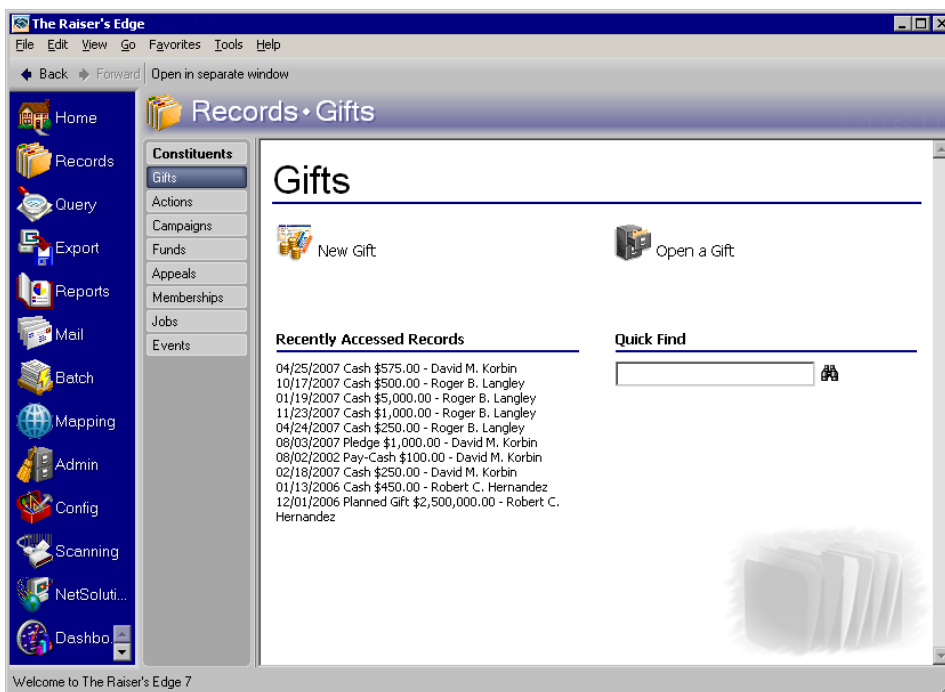 The Raiser's Edge
File Edit View Go Favorites Tools Help
Back Forward Open in separate window
Records • Gifts
Home
Records
Query
Export
Reports
Mail
Batch
Mapping
Admin
Config
Scanning
NetSoluti...
Dashbo.
Constituents
Gifts
Actions
Campaigns
Funds
Appeals
Memberships
Jobs
Events
Gifts
New Gift
Open a Gift
Recently Accessed Records
04/25/2007 Cash $575.00 - David M. Korbin
10/17/2007 Cash $500.00 - Roger B. Langley
01/19/2007 Cash $5,000.00 - Roger B. Langley
11/23/2007 Cash $1,000.00 - Roger B. Langley
04/24/2007 Cash $250.00 - Roger B. Langley
08/03/2007 Pledge $1,000.00 - David M. Korbin
08/02/2002 Pay-Cash $100.00 - David M. Korbin
02/18/2007 Cash $250.00 - David M. Korbin
01/13/2006 Cash $450.00 - Robert C. Hernandez
12/01/2006 Planned Gift $2,500,000.00 - Robert C.
Hernandez
Quick Find
Welcome to The Raiser's Edge 7